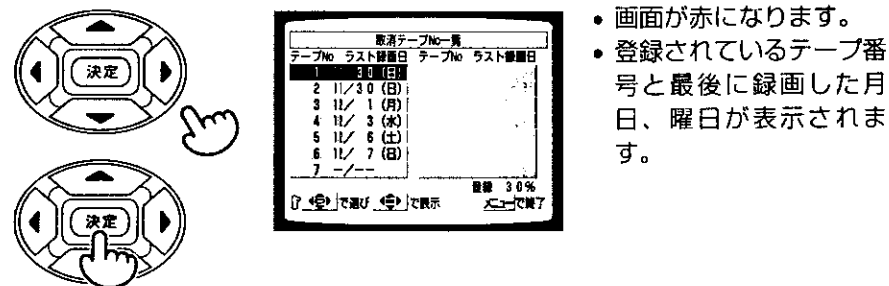 決定
決定
取消テープNo一覧
テープNo ラスト録画日 テープNo ラスト録画日
1 30 (日)
2 11/30 (日)
3 12/ 1 (月)
4 12/ 3 (水)
5 12/ 6 (土)
6 12/ 7 (日)
7 -/--
登録 30%
で選び で表示 メニューで終了
• 画面が赤になります。
• 登録されているテープ番
号と最後に録画した月
日、曜日が表示されま
す。